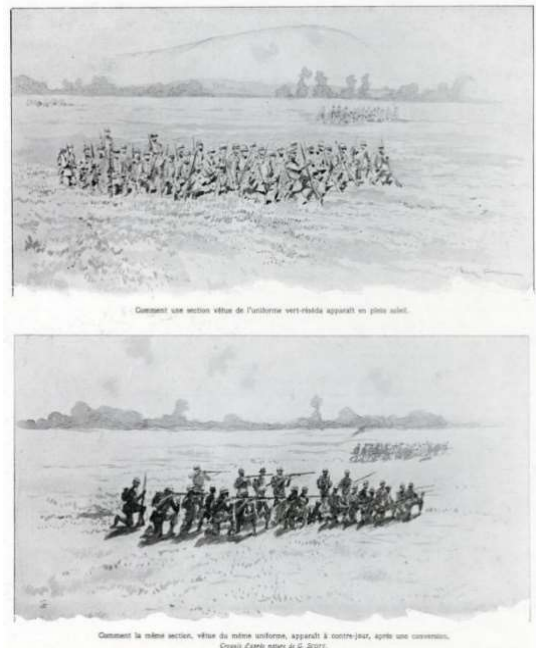 Comment une section vêtue de l'uniforme vert-réséda apparaît en plein soleil.
Comment la même section, vêtue du même uniforme, apparaît à contre-jour, après une conversion.
Croquis d'après nature de G. SCOTT.